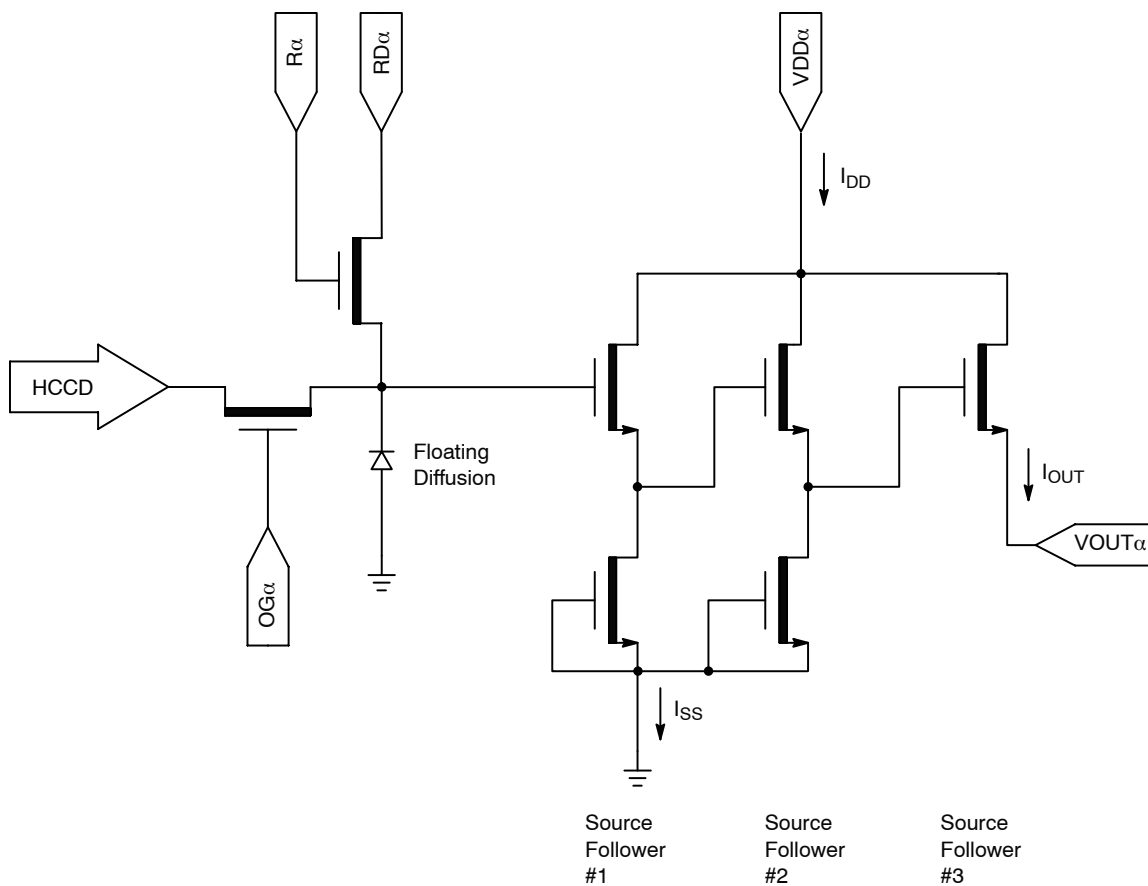 Rα
RDα
VDDα
IDD
HCCD
Floating
Diffusion
IOUT
VOUTα
OGα
ISS
Source
Follower
#1
Source
Follower
#2
Source
Follower
#3